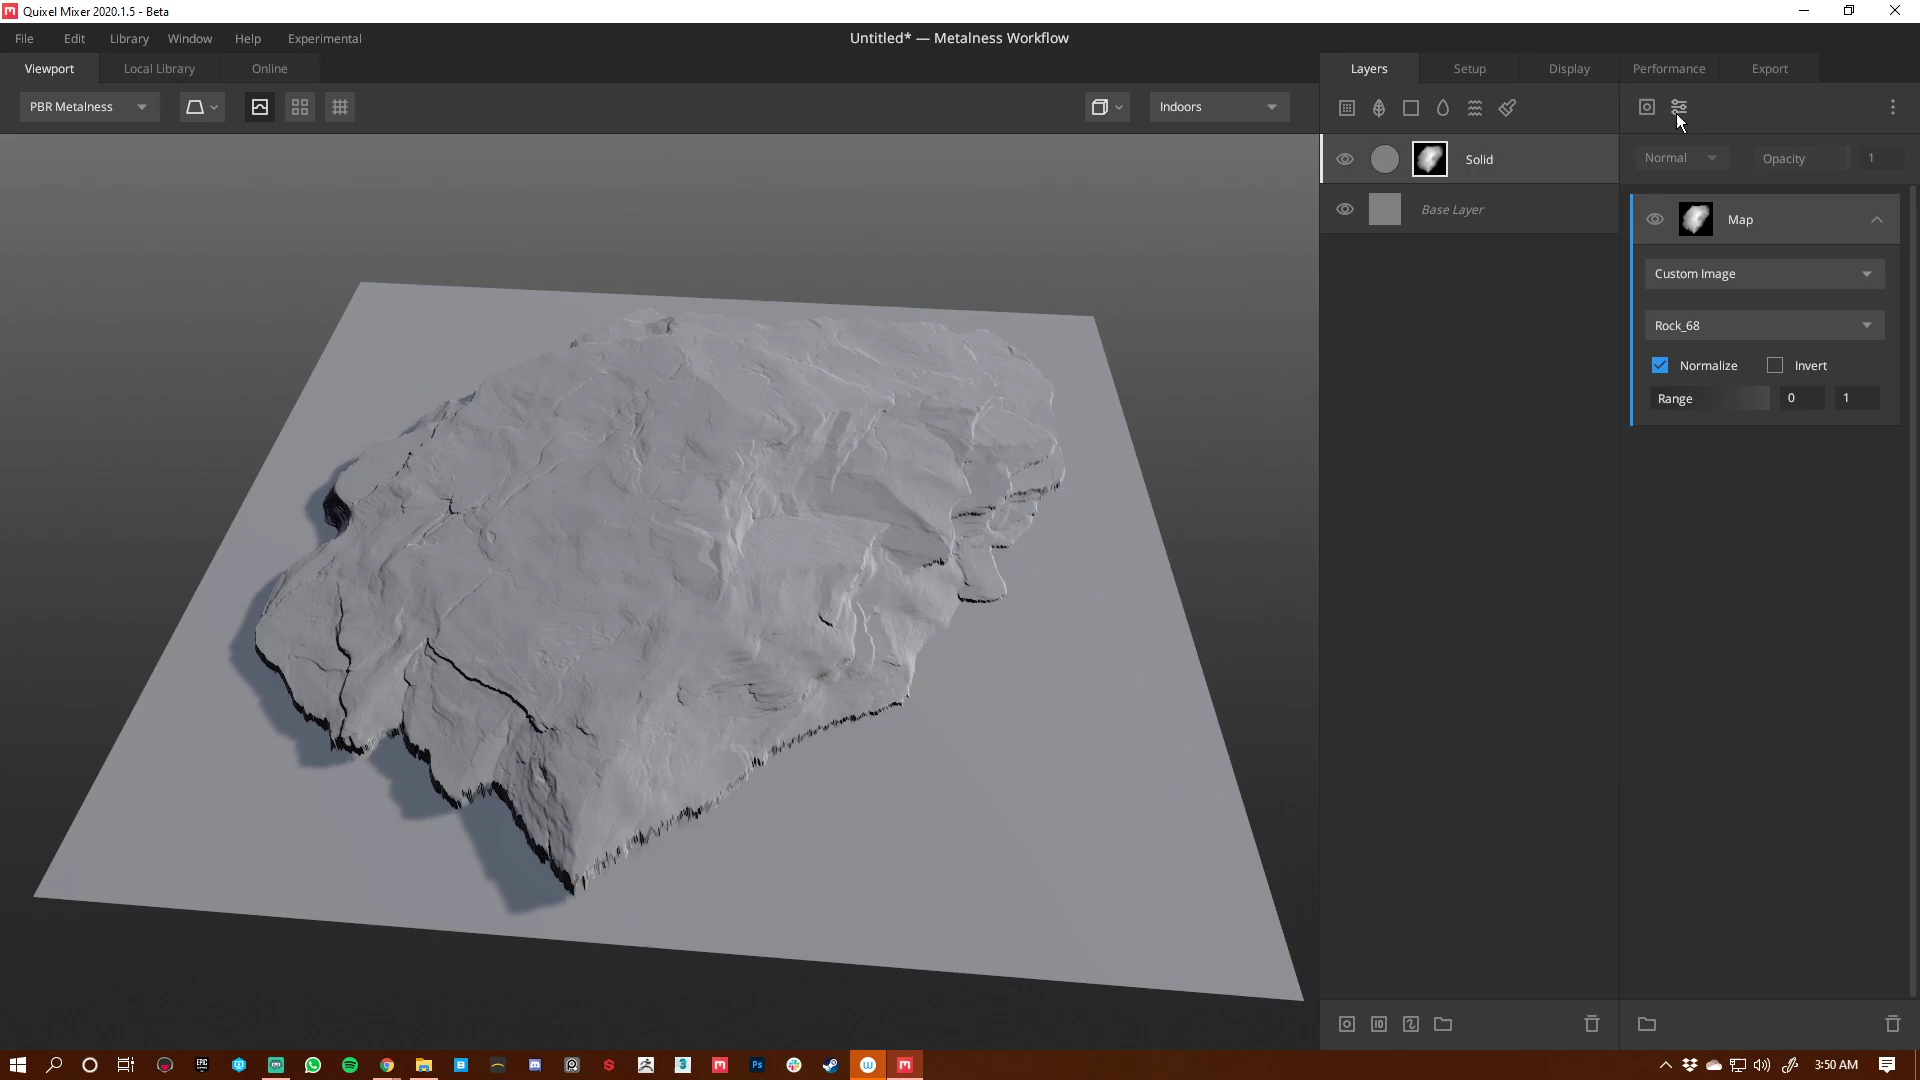 Quixel Mixer 2020.1.5 - Beta
File Edit Library Window Help Experimental
Untitled* — Metalness Workflow
Viewport Local Library Online
Layers Setup Display Performance Export
PBR Metalness
Indoors
Solid
Base Layer
Normal Opacity 1
Map
Custom Image
Rock_68
Normalize Invert
Range 0 1
3:50 AM